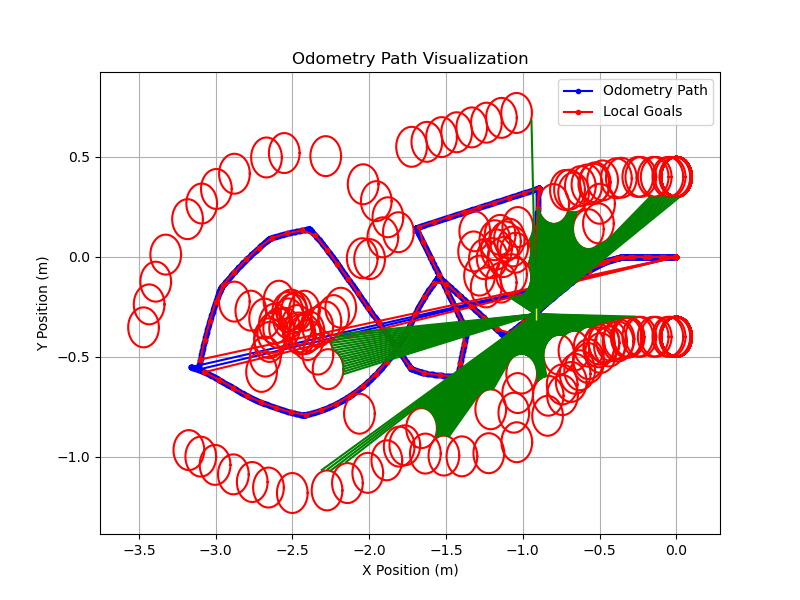 Odometry Path Visualization
Odometry Path
Local Goals
Y Position (m)
0.5
0.0
−0.5
−1.0
−3.5 −3.0 −2.5 −2.0 −1.5 −1.0 −0.5 0.0
X Position (m)